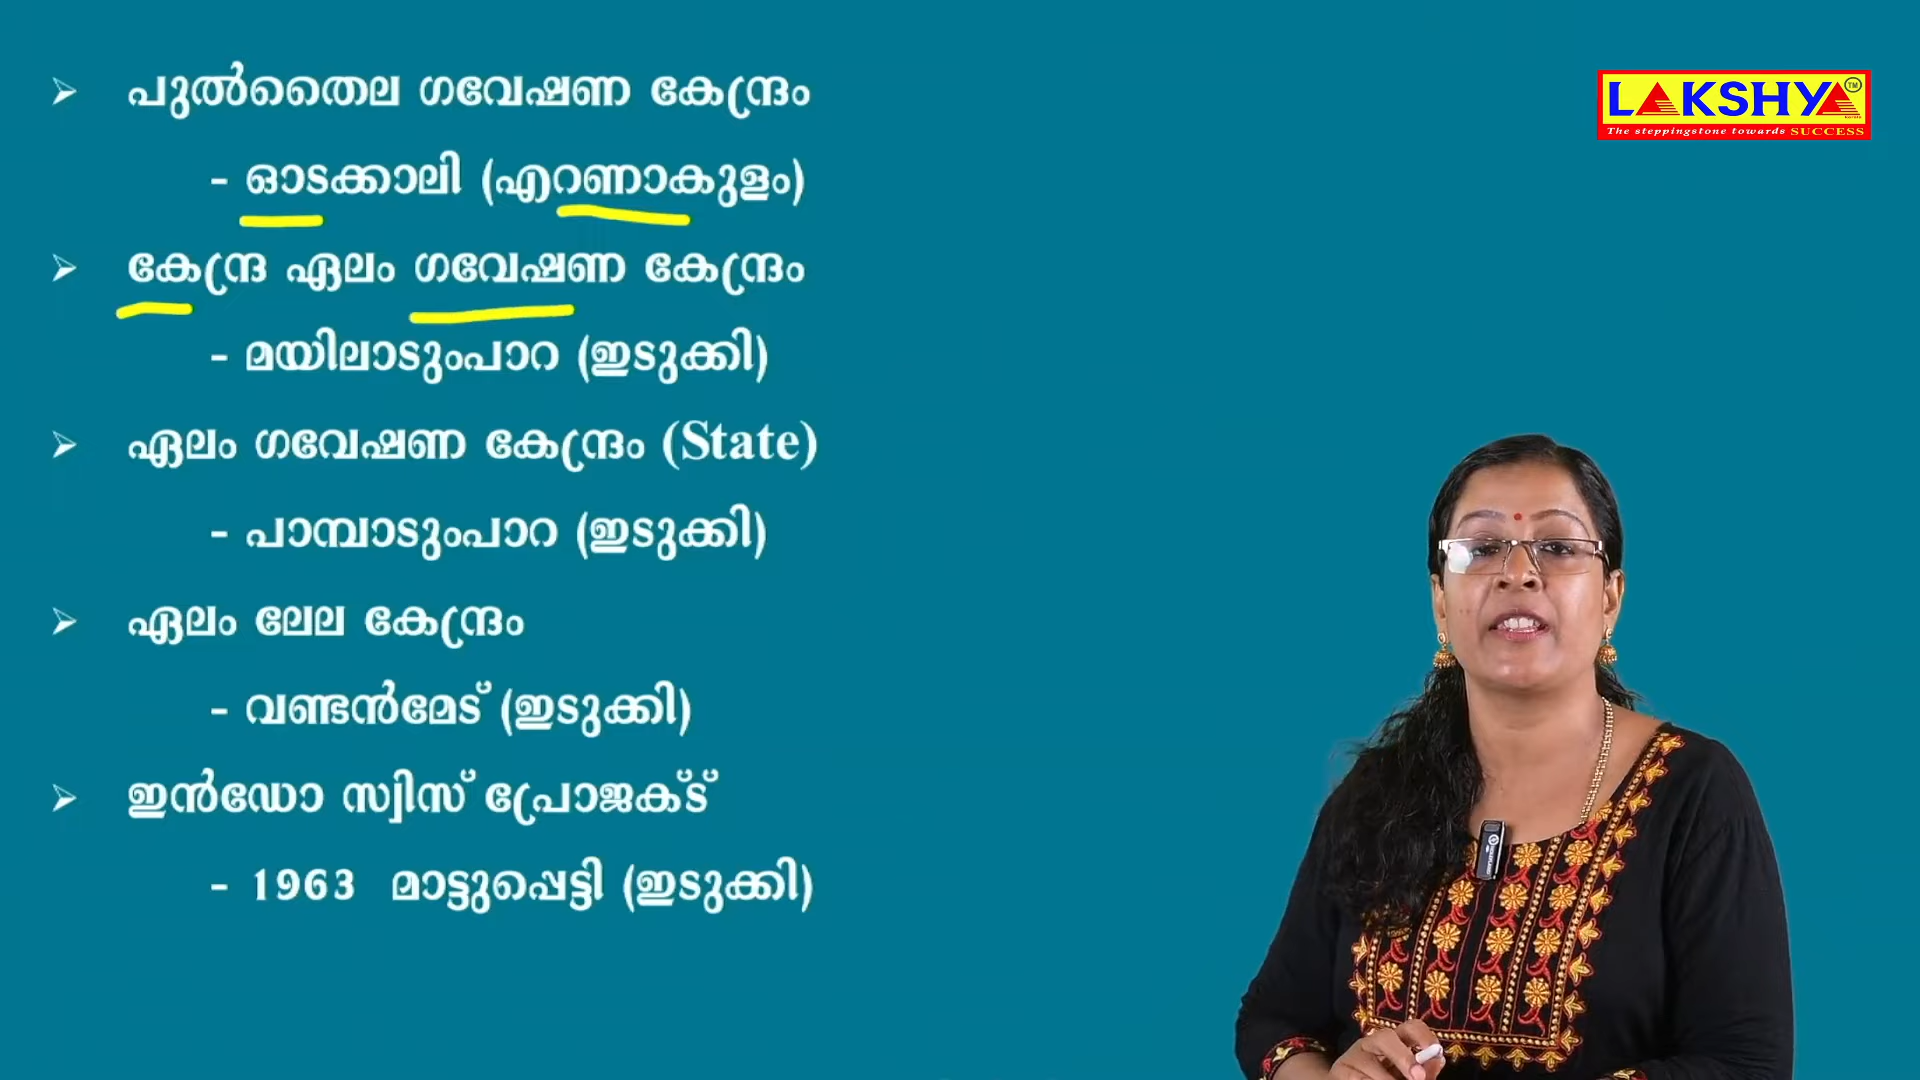 ➢ പുൽതൈല ഗവേഷണ കേന്ദ്രം
- ഓടക്കാലി (എറണാകുളം)
➢ കേന്ദ്ര ഏലം ഗവേഷണ കേന്ദ്രം
- മയിലാടുംപാറ (ഇടുക്കി)
➢ ഏലം ഗവേഷണ കേന്ദ്രം (State)
- പാമ്പാടുംപാറ (ഇടുക്കി)
➢ ഏലം ലേല കേന്ദ്രം
- വണ്ടൻമേട് (ഇടുക്കി)
➢ ഇൻഡോ സ്വിസ് പ്രോജക്ട്
- 1963 മാട്ടുപ്പെട്ടി (ഇടുക്കി)
LAKSHYA TM
The steppingstone towards SUCCESS